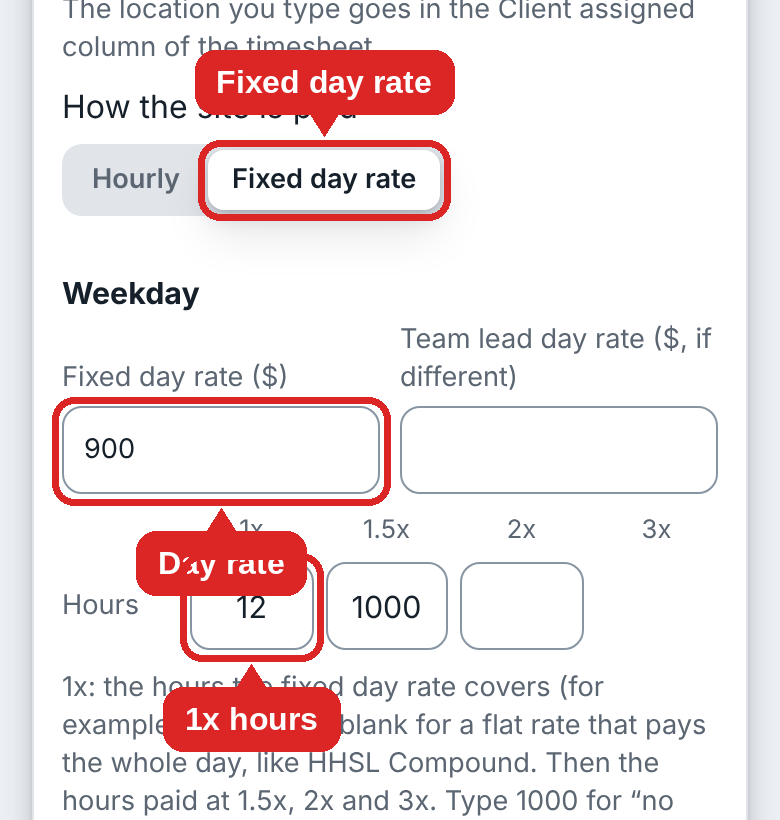 The location you type goes in the Client assigned
column of the timesheet.
Fixed day rate
How the site is paid
Hourly
Fixed day rate
Weekday
Fixed day rate ($)
Team lead day rate ($, if
different)
900
1x
1.5x
2x
3x
Day rate
Hours
12
1000
1x: the hours the fixed day rate covers (for
1x hours
example
blank for a flat rate that pays
the whole day, like HHSL Compound. Then the
hours paid at 1.5x, 2x and 3x. Type 1000 for “no